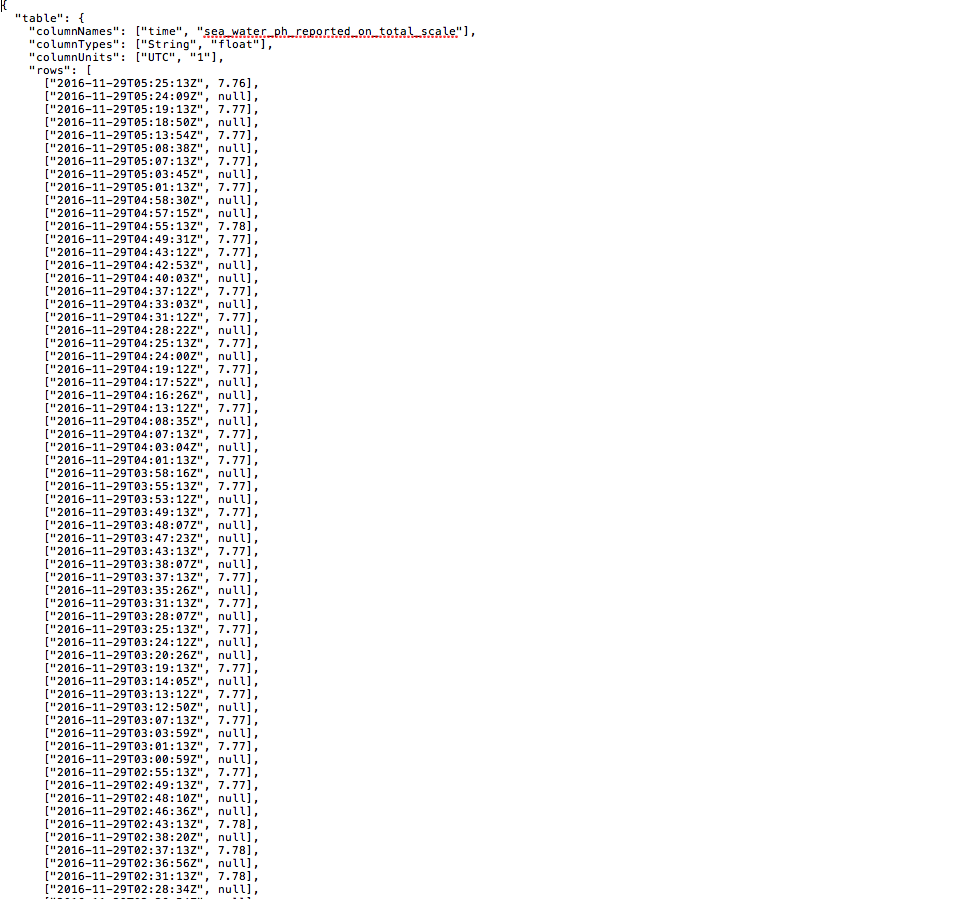 {
"table": {
"columnNames": ["time", "sea_water_ph_reported_on_total_scale"],
"columnTypes": ["String", "float"],
"columnUnits": ["UTC", "1"],
"rows": [
["2016-11-29T05:25:13Z", 7.76],
["2016-11-29T05:24:09Z", null],
["2016-11-29T05:19:13Z", 7.77],
["2016-11-29T05:18:50Z", null],
["2016-11-29T05:13:54Z", 7.77],
["2016-11-29T05:08:38Z", null],
["2016-11-29T05:07:13Z", 7.77],
["2016-11-29T05:03:45Z", null],
["2016-11-29T05:01:13Z", 7.77],
["2016-11-29T04:58:30Z", null],
["2016-11-29T04:57:15Z", null],
["2016-11-29T04:55:13Z", 7.78],
["2016-11-29T04:49:31Z", 7.77],
["2016-11-29T04:43:12Z", 7.77],
["2016-11-29T04:42:53Z", null],
["2016-11-29T04:40:03Z", null],
["2016-11-29T04:37:12Z", 7.77],
["2016-11-29T04:33:03Z", null],
["2016-11-29T04:31:12Z", 7.77],
["2016-11-29T04:28:22Z", null],
["2016-11-29T04:25:13Z", 7.77],
["2016-11-29T04:24:00Z", null],
["2016-11-29T04:19:12Z", 7.77],
["2016-11-29T04:17:52Z", null],
["2016-11-29T04:16:26Z", null],
["2016-11-29T04:13:12Z", 7.77],
["2016-11-29T04:08:35Z", null],
["2016-11-29T04:07:13Z", 7.77],
["2016-11-29T04:03:04Z", null],
["2016-11-29T04:01:13Z", 7.77],
["2016-11-29T03:58:16Z", null],
["2016-11-29T03:55:13Z", 7.77],
["2016-11-29T03:53:12Z", null],
["2016-11-29T03:49:13Z", 7.77],
["2016-11-29T03:48:07Z", null],
["2016-11-29T03:47:23Z", null],
["2016-11-29T03:43:13Z", 7.77],
["2016-11-29T03:38:07Z", null],
["2016-11-29T03:37:13Z", 7.77],
["2016-11-29T03:35:26Z", null],
["2016-11-29T03:31:13Z", 7.77],
["2016-11-29T03:28:07Z", null],
["2016-11-29T03:25:13Z", 7.77],
["2016-11-29T03:24:12Z", null],
["2016-11-29T03:20:26Z", null],
["2016-11-29T03:19:13Z", 7.77],
["2016-11-29T03:14:05Z", null],
["2016-11-29T03:13:12Z", 7.77],
["2016-11-29T03:12:50Z", null],
["2016-11-29T03:07:13Z", 7.77],
["2016-11-29T03:03:59Z", null],
["2016-11-29T03:01:13Z", 7.77],
["2016-11-29T03:00:59Z", null],
["2016-11-29T02:55:13Z", 7.77],
["2016-11-29T02:49:13Z", 7.77],
["2016-11-29T02:48:10Z", null],
["2016-11-29T02:46:36Z", null],
["2016-11-29T02:43:13Z", 7.78],
["2016-11-29T02:38:20Z", null],
["2016-11-29T02:37:13Z", 7.78],
["2016-11-29T02:36:56Z", null],
["2016-11-29T02:31:13Z", 7.78],
["2016-11-29T02:28:34Z", null],